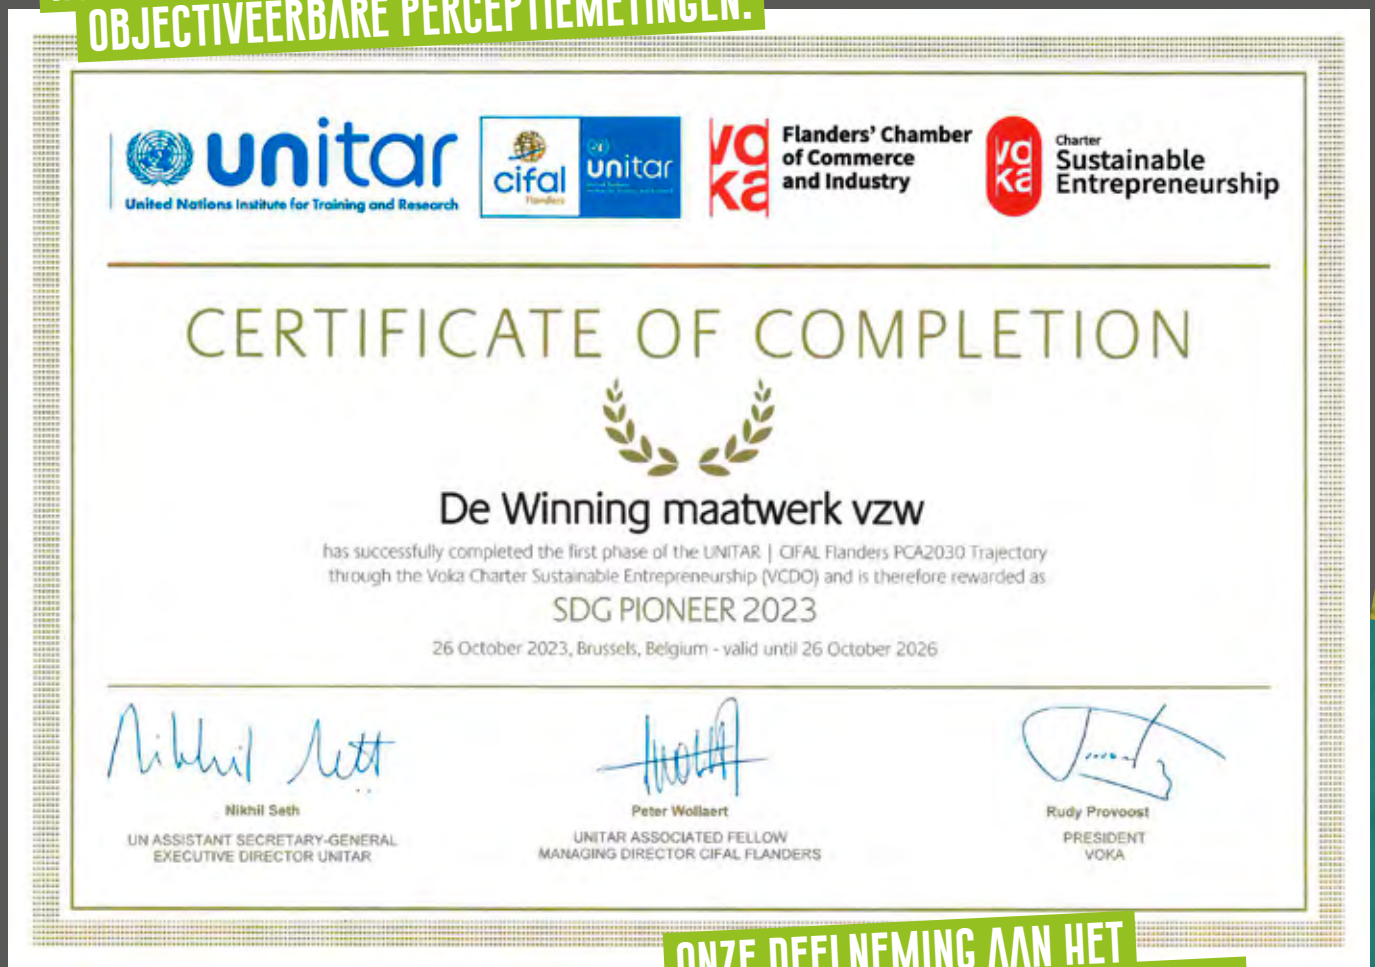 OBJECTIVEERBARE PERCEPTIEMETINGEN.
unitar
United Nations Institute for Training and Research
cifal
Flanders
unitar
VOKA
Flanders' Chamber
of Commerce
and Industry
VOKA
Charter
Sustainable
Entrepreneurship
CERTIFICATE OF COMPLETION
De Winning maatwerk vzw
has successfully completed the first phase of the UNITAR | CIFAL Flanders PCA2030 Trajectory
through the Voka Charter Sustainable Entrepreneurship (VCDO) and is therefore rewarded as
SDG PIONEER 2023
26 October 2023, Brussels, Belgium - valid until 26 October 2026
Nikhil Seth
UN ASSISTANT SECRETARY-GENERAL
EXECUTIVE DIRECTOR UNITAR
Peter Wollaert
UNITAR ASSOCIATED FELLOW
MANAGING DIRECTOR CIFAL FLANDERS
Rudy Provoost
PRESIDENT
VOKA
ONZE DEELNEMING AAN HET